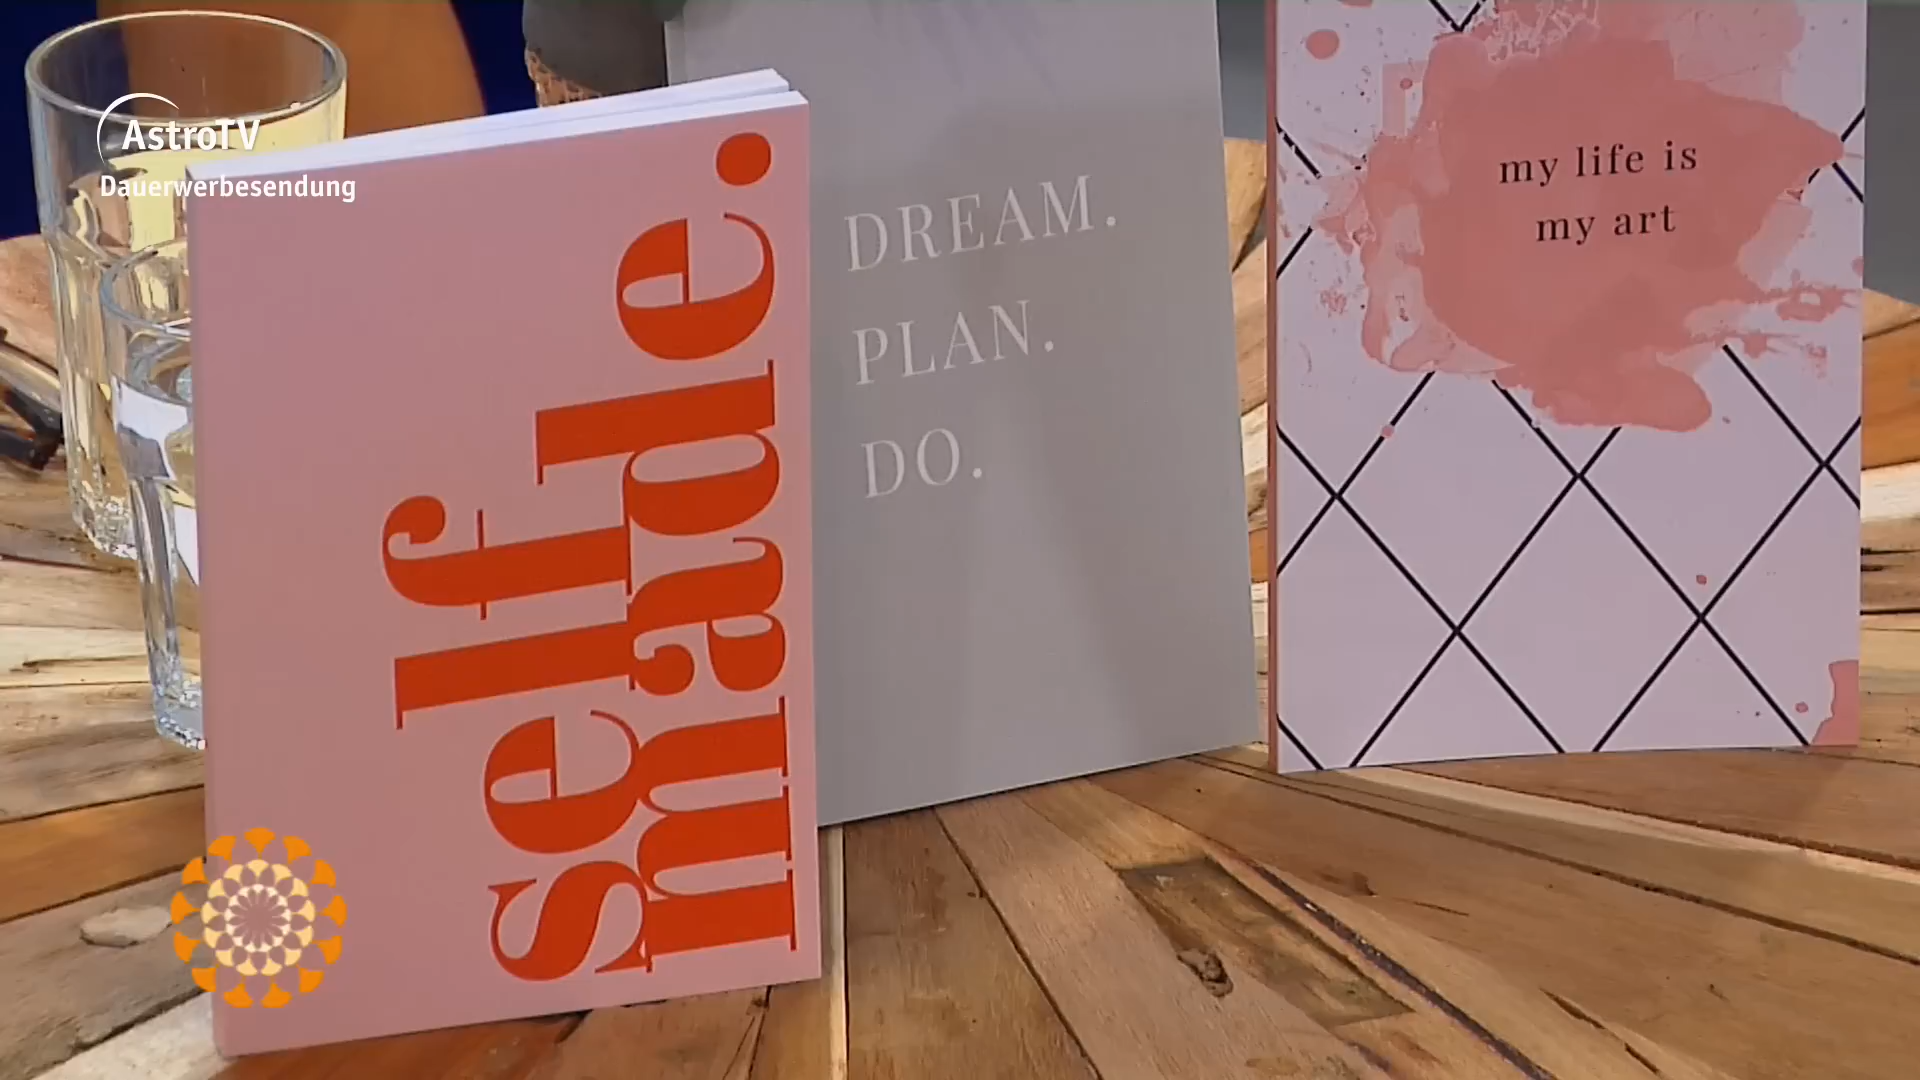 AstroTV
Dauerwerbesendung
self
made.
DREAM.
PLAN.
DO.
my life is
my art